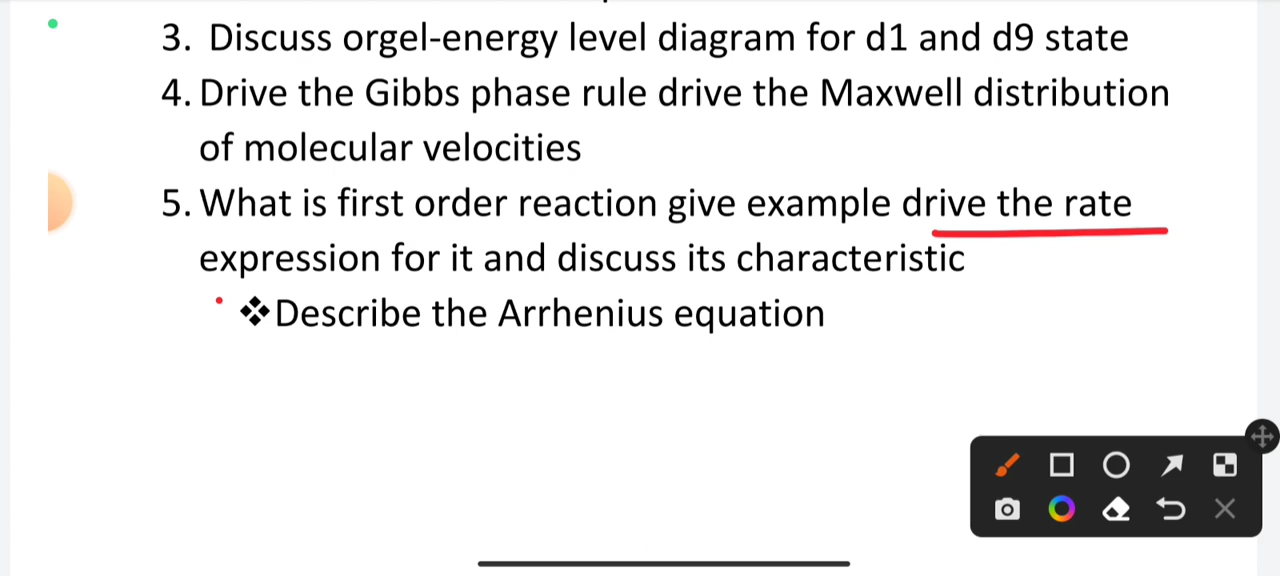 3. Discuss orgel-energy level diagram for d1 and d9 state
4. Drive the Gibbs phase rule drive the Maxwell distribution
of molecular velocities
5. What is first order reaction give example drive the rate
expression for it and discuss its characteristic
❖Describe the Arrhenius equation